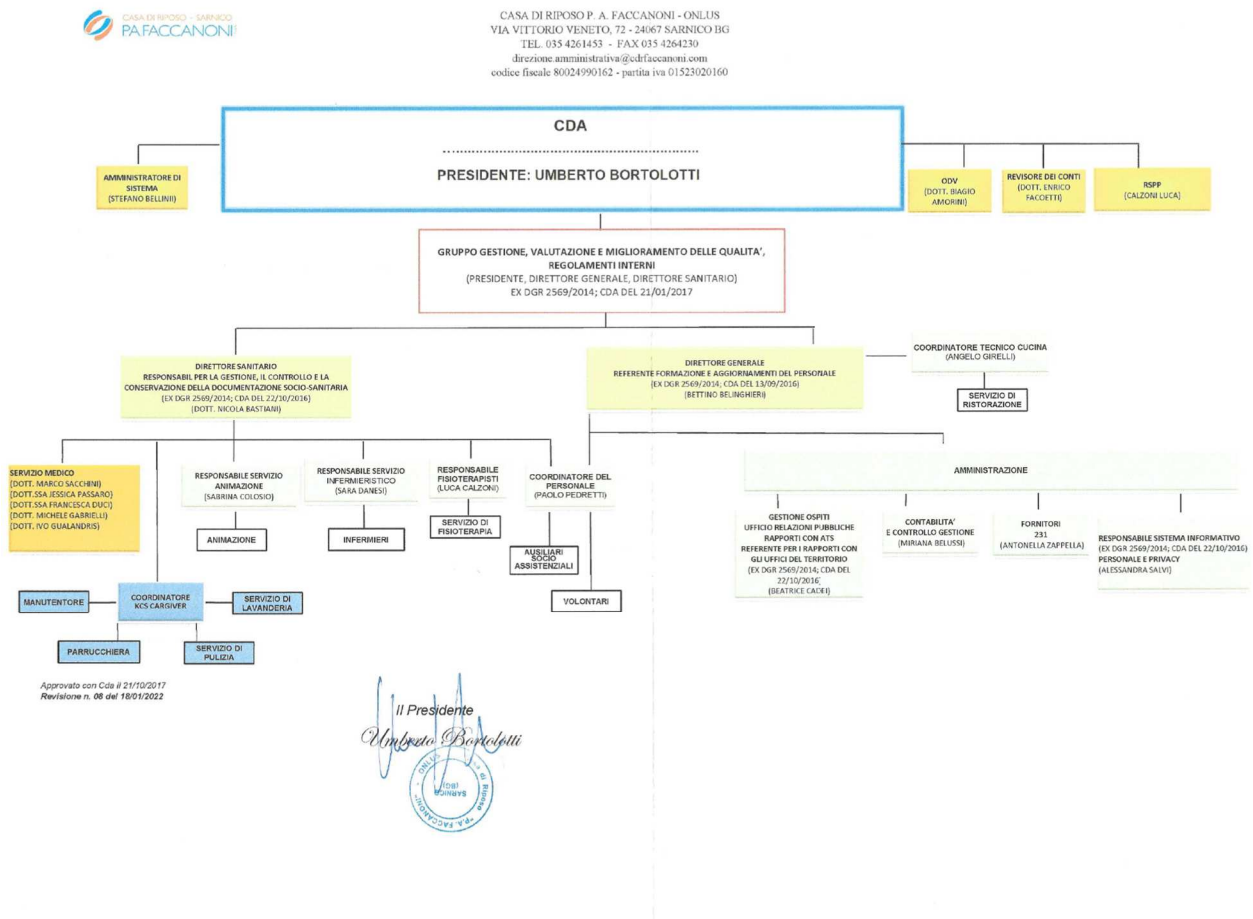 CASA DI RIPOSO - SARNICO
PA.FACCANONI
CASA DI RIPOSO P. A. FACCANONI - ONLUS
VIA VITTORIO VENETO, 72 - 24067 SARNICO BG
TEL. 035 4261453 - FAX 035 4264230
direzione.amministrativa@cdrfaccanoni.com
codice fiscale 80024990162 - partita iva 01523020160
CDA
PRESIDENTE: UMBERTO BORTOLOTTI
AMMINISTRATORE DI
SISTEMA
(STEFANO BELLINI)
ODV
(DOTT. BIAGIO
AMORINI)
REVISORE DEI CONTI
(DOTT. ENRICO
FACOETTI)
RSPP
(CALZONI LUCA)
GRUPPO GESTIONE, VALUTAZIONE E MIGLIORAMENTO DELLE QUALITA',
REGOLAMENTI INTERNI
(PRESIDENTE, DIRETTORE GENERALE, DIRETTORE SANITARIO)
EX DGR 2569/2014; CDA DEL 21/01/2017
DIRETTORE SANITARIO
RESPONSABIL PER LA GESTIONE, IL CONTROLLO E LA
CONSERVAZIONE DELLA DOCUMENTAZIONE SOCIO-SANITARIA
(EX DGR 2569/2014; CDA DEL 22/10/2016)
(DOTT. NICOLA BASTIANI)
DIRETTORE GENERALE
REFERENTE FORMAZIONE E AGGIORNAMENTI DEL PERSONALE
(EX DGR 2569/2014; CDA DEL 13/09/2016)
(BETTINO BELINGHIERI)
COORDINATORE TECNICO CUCINA
(ANGELO GIRELLI)
SERVIZIO DI
RISTORAZIONE
SERVIZIO MEDICO
(DOTT. MARCO SACCHINI)
(DOTT.SSA JESSICA PASSARO)
(DOTT.SSA FRANCESCA DUCI)
(DOTT. MICHELE GABRIELLI)
(DOTT. IVO GUALANDRIS)
RESPONSABILE SERVIZIO
ANIMAZIONE
(SABRINA COLOSIO)
ANIMAZIONE
RESPONSABILE SERVIZIO
INFERMIERISTICO
(SARA DANESI)
INFERMIERI
RESPONSABILE
FISIOTERAPISTI
(LUCA CALZONI)
SERVIZIO DI
FISIOTERAPIA
COORDINATORE DEL
PERSONALE
(PAOLO PEDRETTI)
AUSILIARI
SOCIO
ASSISTENZIALI
VOLONTARI
AMMINISTRAZIONE
GESTIONE OSPITI
UFFICIO RELAZIONI PUBBLICHE
RAPPORTI CON ATS
REFERENTE PER I RAPPORTI CON
GLI UFFICI DEL TERRITORIO
(EX DGR 2569/2014; CDA DEL
22/10/2016)
(BEATRICE CADEI)
CONTABILITA'
E CONTROLLO GESTIONE
(MIRIANA BELUSSI)
FORNITORI
231
(ANTONELLA ZAPPELLA)
RESPONSABILE SISTEMA INFORMATIVO
(EX DGR 2569/2014; CDA DEL 22/10/2016)
PERSONALE E PRIVACY
(ALESSANDRA SALVI)
MANUTENTORE
COORDINATORE
KCS CARGIVER
SERVIZIO DI
LAVANDERIA
PARRUCCHIERA
SERVIZIO DI
PULIZIA
Approvato con Cda il 21/10/2017
Revisione n. 08 del 18/01/2022
Il Presidente
Umberto Bortolotti
di Riposo "P.A. FACCANONI" - ONLUS
SARNICO
(BG)